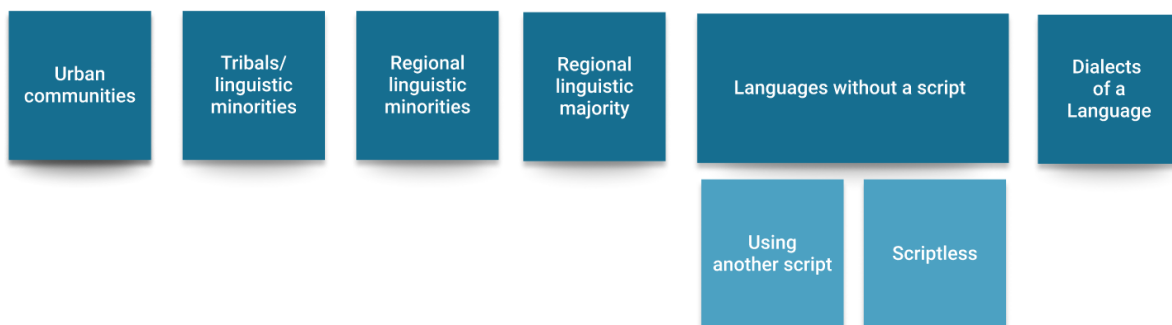 Urban
communities
Tribals/
linguistic
minorities
Regional
linguistic
minorities
Regional
linguistic
majority
Languages without a script
Dialects
of a
Language
Using
another script
Scriptless